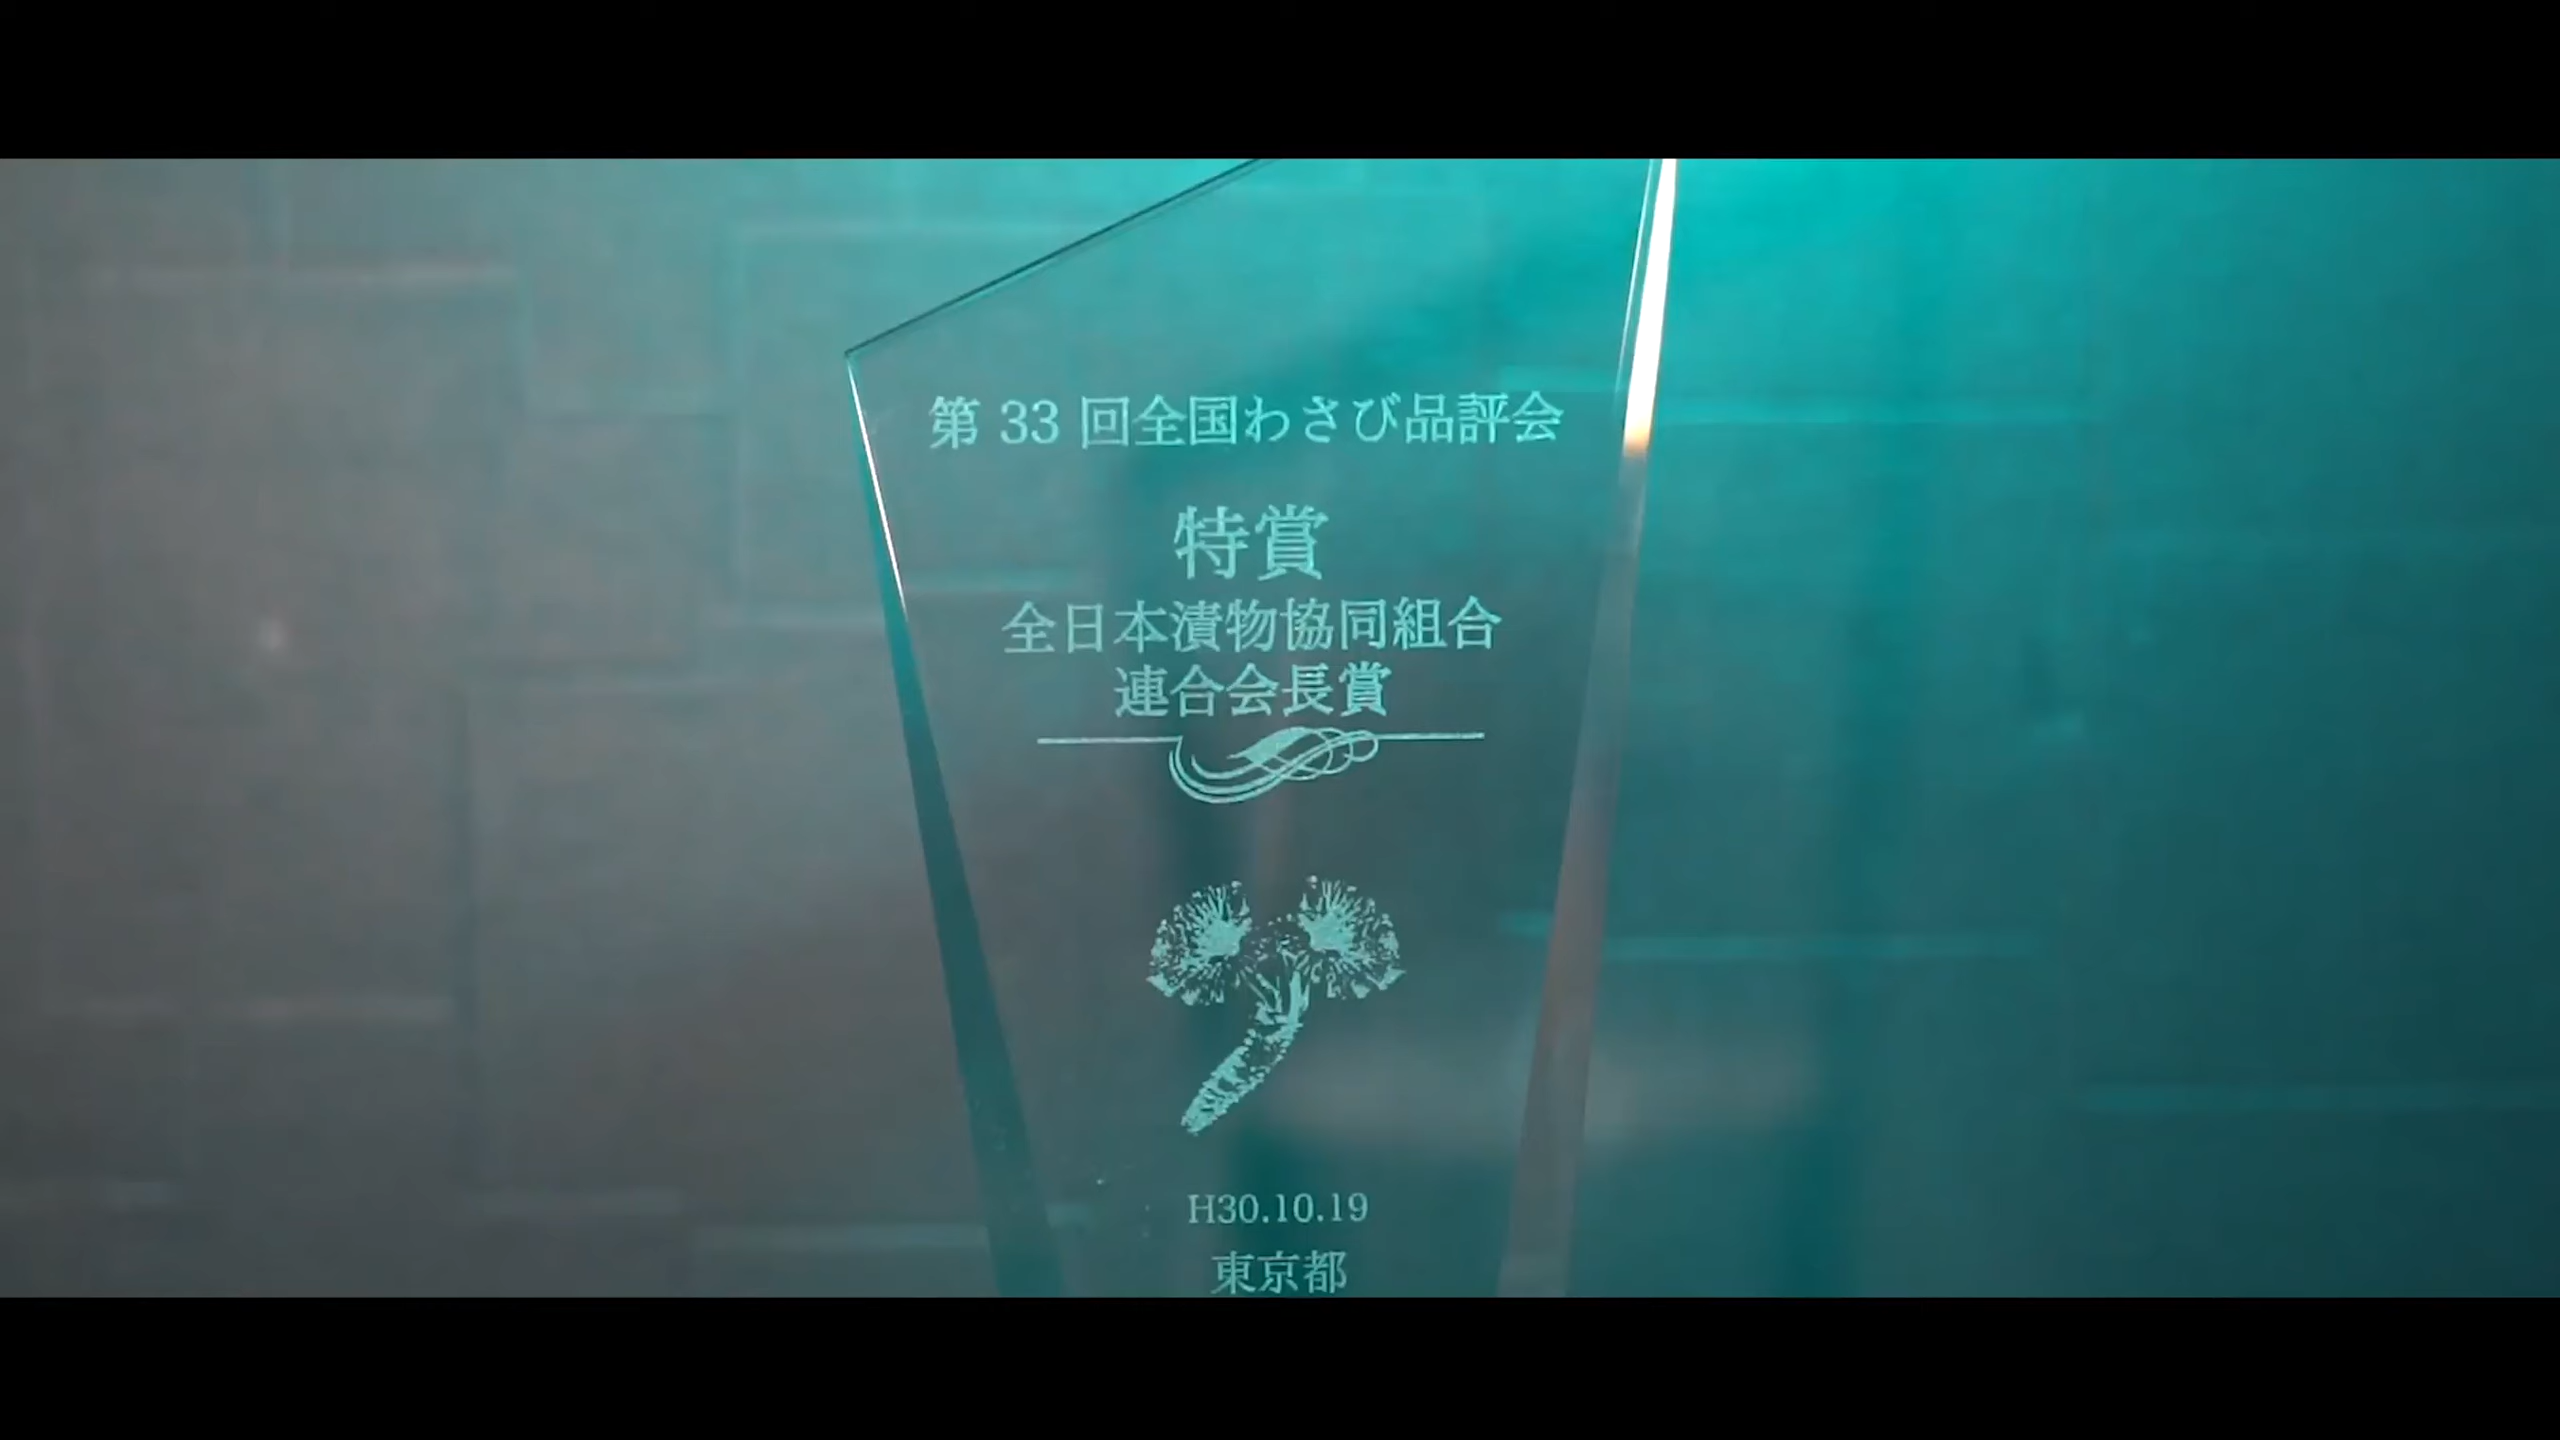 第 33 回全国わさび品評会
特賞
全日本漬物協同組合
連合会長賞
H30.10.19
東京都